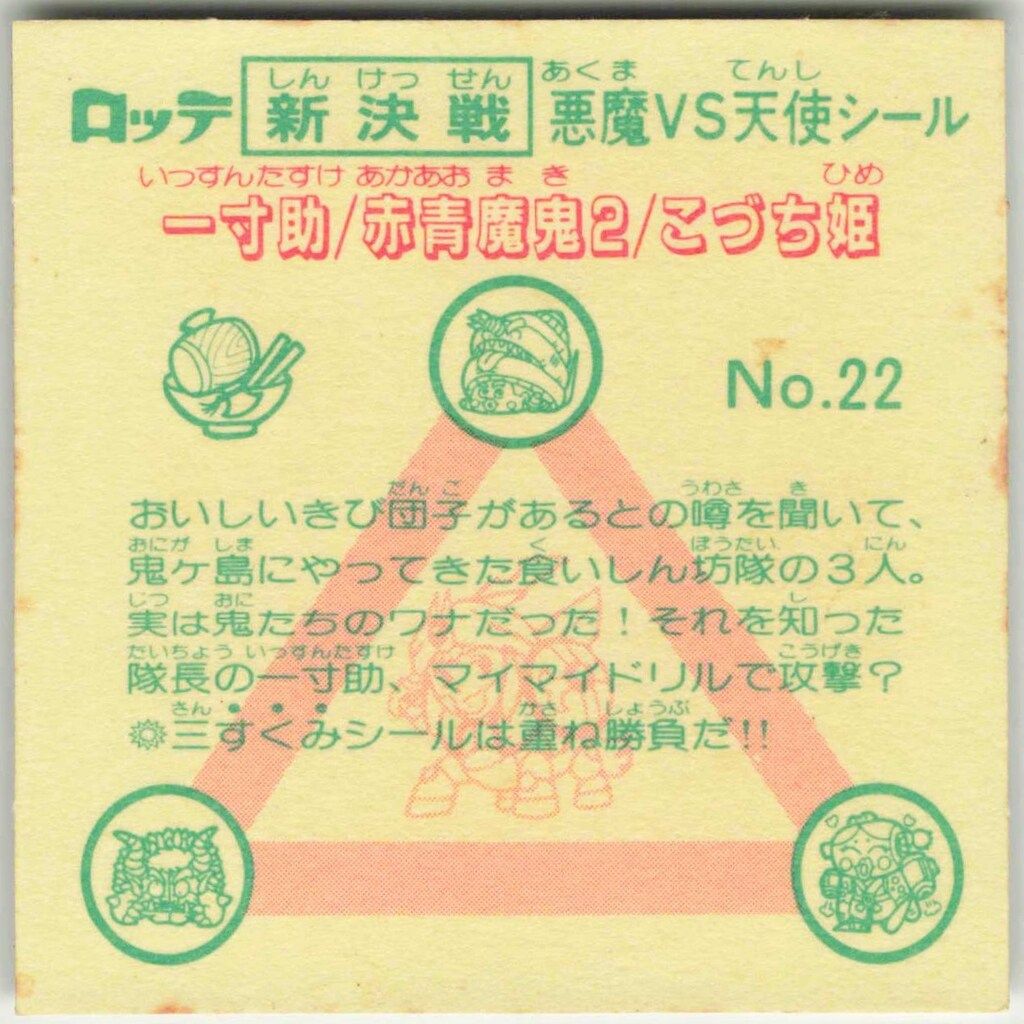 ロッテ 新決戦 悪魔VS天使シール
しん けっ せん あくま てんし
いっすんたすけ あかあお ま き ひめ
一寸助/赤青魔鬼2/こづち姫
No.22
だんご うわさ き
おいしいきび団子があるとの噂を聞いて、
おにが しま く ぼうたい にん
鬼ヶ島にやってきた食いしん坊隊の3人。
じつ おに し
実は鬼たちのワナだった!それを知った
たいちょう いっすんたすけ こうげき
隊長の一寸助、マイマイドリルで攻撃?
さん かさ しょうぶ
三すくみシールは重ね勝負だ!!